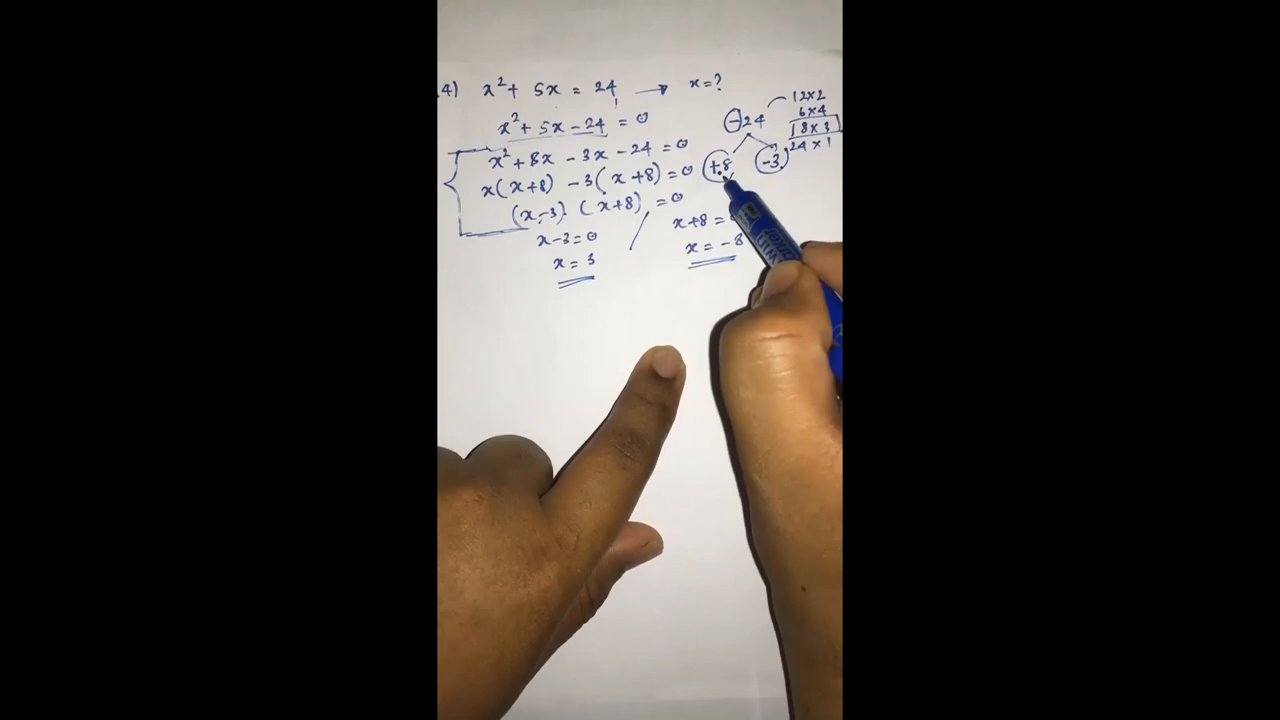 4) x² + 5x = 24 → x = ?
x² + 5x - 24 = 0
x² + 8x - 3x - 24 = 0
x(x+8) - 3(x+8) = 0
(x-3) (x+8) = 0
x-3 = 0
x = 3
x+8 =
x = -8
-24
+8 -3
12 x 2
6 x 4
8 x 3
24 x 1